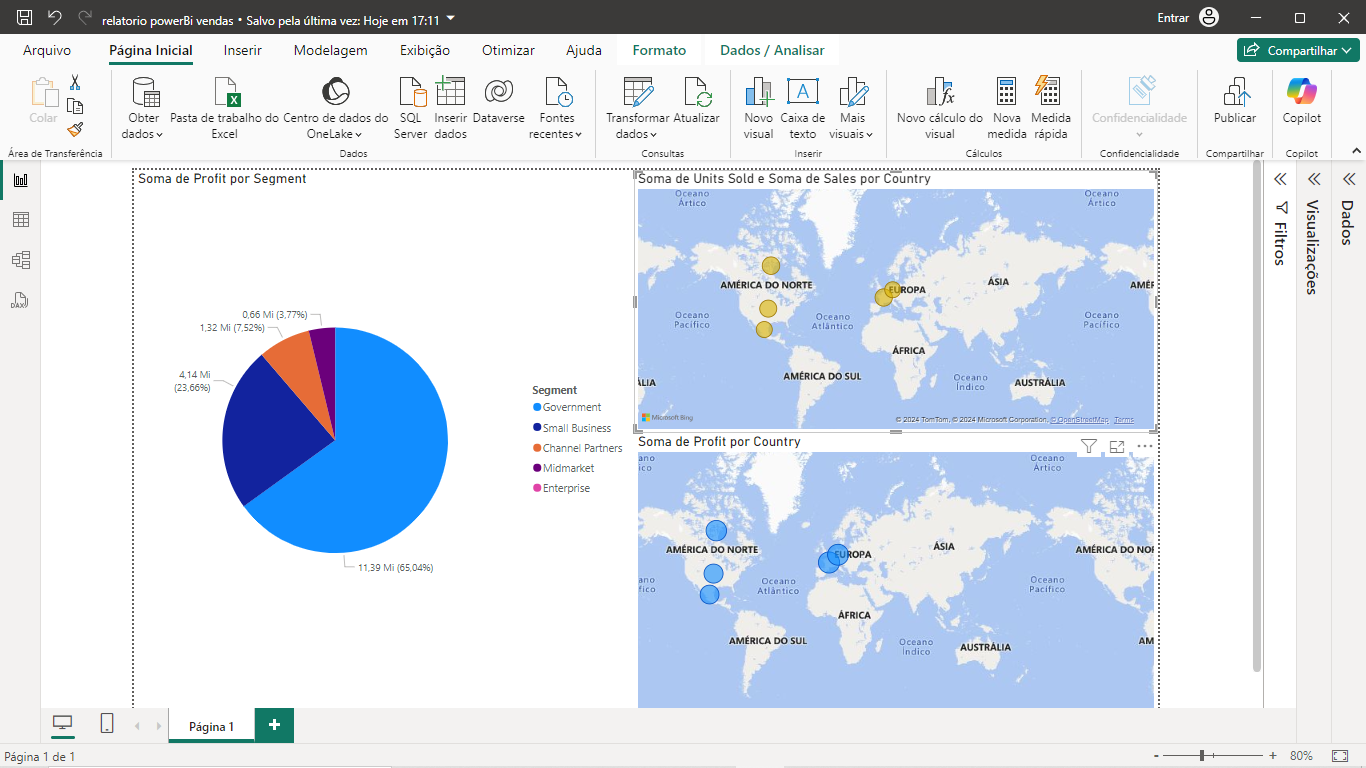 relatorio powerBi vendas • Salvo pela última vez: Hoje em 17:11
Entrar
Arquivo
Página Inicial
Inserir
Modelagem
Exibição
Otimizar
Ajuda
Formato
Dados / Analisar
Compartilhar
Colar
Obter dados
Pasta de trabalho do Excel
Centro de dados do OneLake
SQL Server
Inserir dados
Dataverse
Fontes recentes
Transformar dados
Atualizar
Novo visual
Caixa de texto
Mais visuais
Novo cálculo do visual
Nova medida
Medida rápida
Confidencialidade
Publicar
Copilot
Área de Transferência
Dados
Consultas
Inserir
Cálculos
Confidencialidade
Compartilhar
Copilot
Soma de Profit por Segment
0,66 Mi (3,77%)
1,32 Mi (7,52%)
4,14 Mi
(23,66%)
11,39 Mi (65,04%)
Segment
Government
Small Business
Channel Partners
Midmarket
Enterprise
Soma de Units Sold e Soma de Sales por Country
Oceano
Ártico
Oceano
Ártico
AMÉRICA DO NORTE
EUROPA
ÁSIA
AMÉR
Oceano
Pacífico
Oceano
Atlântico
Oceano
Pacífico
ÁFRICA
ÁLIA
AMÉRICA DO SUL
Oceano
Índico
AUSTRÁLIA
Microsoft Bing
© 2024 TomTom, © 2024 Microsoft Corporation, © OpenStreetMap Terms
Soma de Profit por Country
no
ico
Oceano
Ártico
AMÉRICA DO NORTE
EUROPA
ÁSIA
AMÉRICA DO NOR
ano
fico
Oceano
Atlântico
Oceano
Pacífico
ÁFRICA
AMÉRICA DO SUL
Oceano
Índico
AUSTRÁLIA
AM
Filtros
Visualizações
Dados
DAX
Página 1
Página 1 de 1
80%